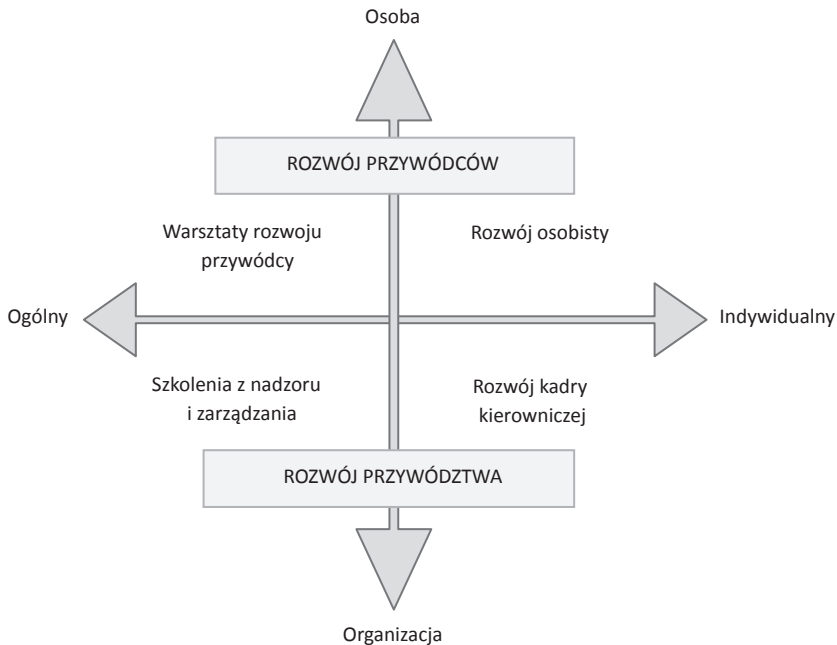 Osoba
ROZWÓJ PRZYWÓDCÓW
Warsztaty rozwoju
przywódcy
Rozwój osobisty
Ogólny
Indywidualny
Szkolenia z nadzoru
i zarządzania
Rozwój kadry
kierowniczej
ROZWÓJ PRZYWÓDZTWA
Organizacja